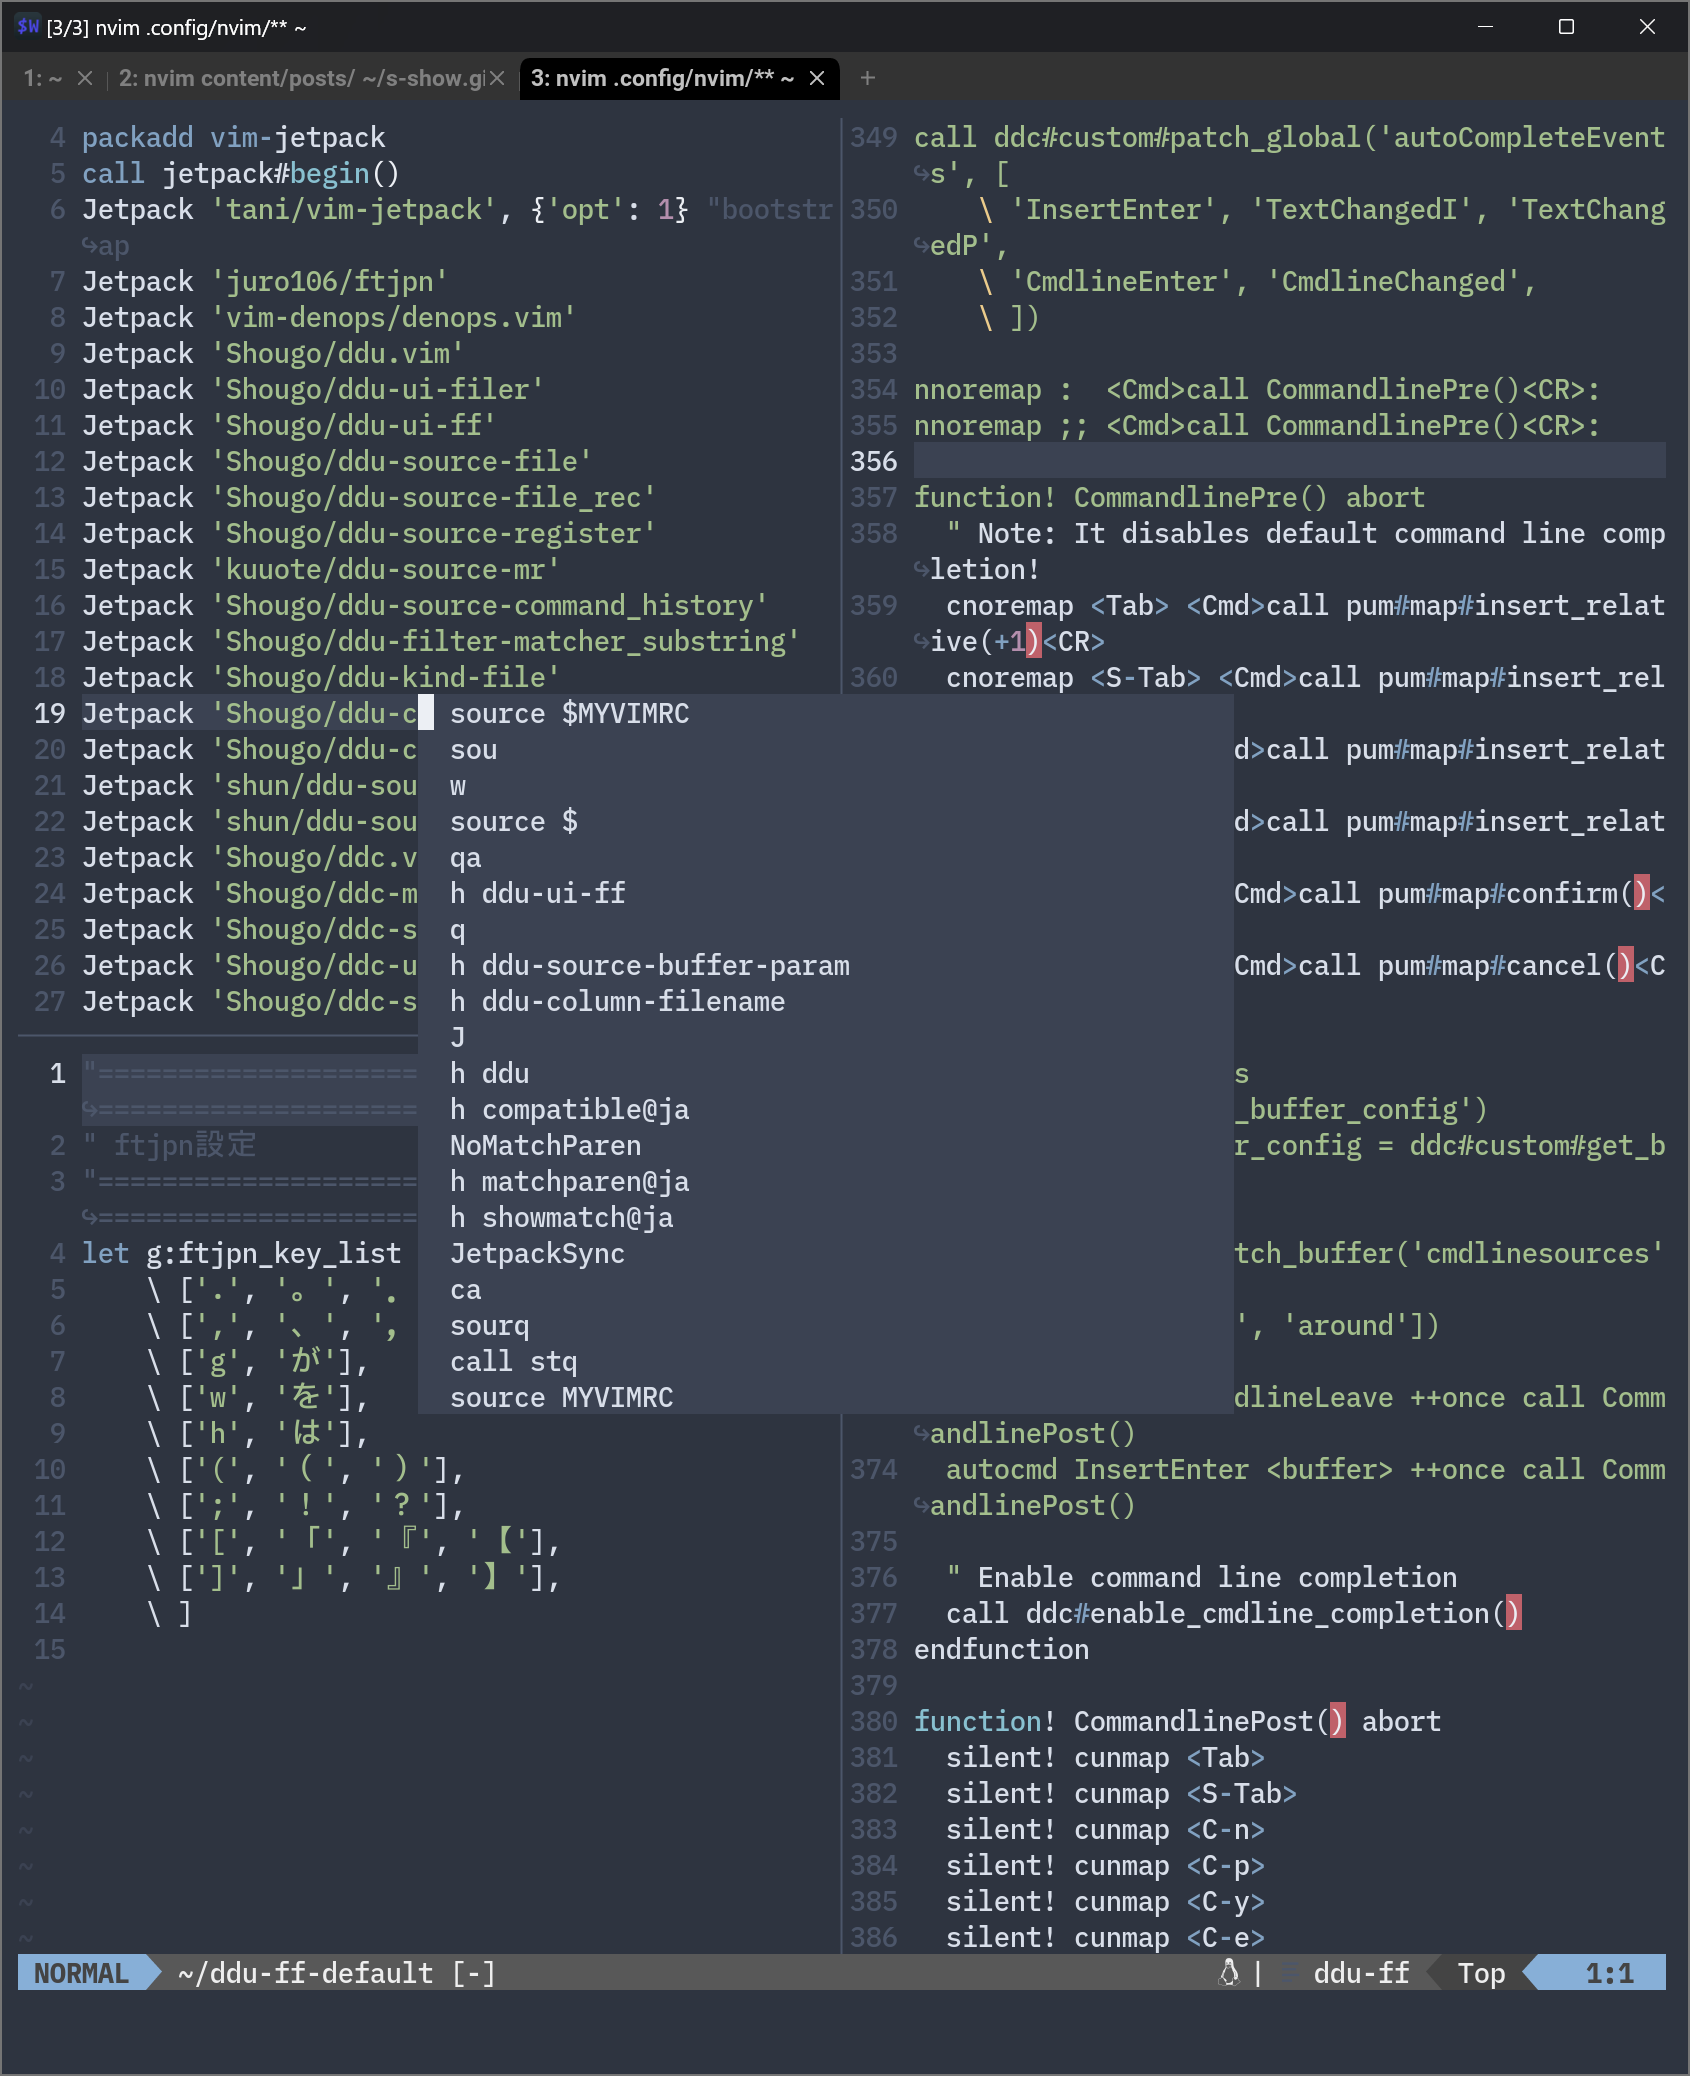 [3/3] nvim .config/nvim/** ~
1: ~
2: nvim content/posts/ ~/s-show.gi
3: nvim .config/nvim/** ~
4 packadd vim-jetpack
5 call jetpack#begin()
6 Jetpack 'tani/vim-jetpack', {'opt': 1} "bootstr
↪ap
7 Jetpack 'juro106/ftjpn'
8 Jetpack 'vim-denops/denops.vim'
9 Jetpack 'Shougo/ddu.vim'
10 Jetpack 'Shougo/ddu-ui-filer'
11 Jetpack 'Shougo/ddu-ui-ff'
12 Jetpack 'Shougo/ddu-source-file'
13 Jetpack 'Shougo/ddu-source-file_rec'
14 Jetpack 'Shougo/ddu-source-register'
15 Jetpack 'kuuote/ddu-source-mr'
16 Jetpack 'Shougo/ddu-source-command_history'
17 Jetpack 'Shougo/ddu-filter-matcher_substring'
18 Jetpack 'Shougo/ddu-kind-file'
19 Jetpack 'Shougo/ddu-c
20 Jetpack 'Shougo/ddu-c
21 Jetpack 'shun/ddu-sou
22 Jetpack 'shun/ddu-sou
23 Jetpack 'Shougo/ddc.v
24 Jetpack 'Shougo/ddc-m
25 Jetpack 'Shougo/ddc-s
26 Jetpack 'Shougo/ddc-u
27 Jetpack 'Shougo/ddc-s
source $MYVIMRC
sou
w
source $
qa
h ddu-ui-ff
q
h ddu-source-buffer-param
h ddu-column-filename
J
h ddu
h compatible@ja
NoMatchParen
h matchparen@ja
h showmatch@ja
JetpackSync
ca
sourq
call stq
source MYVIMRC
1 "====================
↪====================
2 " ftjpn設定
3 "====================
↪====================
4 let g:ftjpn_key_list
5 \ ['.', '。', '．
6 \ [',', '、', '，
7 \ ['g', 'が'],
8 \ ['w', 'を'],
9 \ ['h', 'は'],
10 \ ['(', '（', '）'],
11 \ [';', '！', '？'],
12 \ ['[', '「', '『', '【'],
13 \ [']', '」', '』', '】'],
14 \ ]
15
~
~
~
~
~
~
~
~
349 call ddc#custom#patch_global('autoCompleteEvent
↪s', [
350 \ 'InsertEnter', 'TextChangedI', 'TextChang
↪edP',
351 \ 'CmdlineEnter', 'CmdlineChanged',
352 \ ])
353
354 nnoremap :  <Cmd>call CommandlinePre()<CR>:
355 nnoremap ;; <Cmd>call CommandlinePre()<CR>:
356
357 function! CommandlinePre() abort
358 " Note: It disables default command line comp
↪letion!
359 cnoremap <Tab> <Cmd>call pum#map#insert_relat
↪ive(+1)<CR>
360 cnoremap <S-Tab> <Cmd>call pum#map#insert_rel
d>call pum#map#insert_relat
d>call pum#map#insert_relat
Cmd>call pum#map#confirm()<
Cmd>call pum#map#cancel()<C
s
_buffer_config')
r_config = ddc#custom#get_b
tch_buffer('cmdlinesources'
', 'around'])
dlineLeave ++once call Comm
↪andlinePost()
374 autocmd InsertEnter <buffer> ++once call Comm
↪andlinePost()
375
376 " Enable command line completion
377 call ddc#enable_cmdline_completion()
378 endfunction
379
380 function! CommandlinePost() abort
381 silent! cunmap <Tab>
382 silent! cunmap <S-Tab>
383 silent! cunmap <C-n>
384 silent! cunmap <C-p>
385 silent! cunmap <C-y>
386 silent! cunmap <C-e>
NORMAL ~/ddu-ff-default [-] | ddu-ff Top 1:1